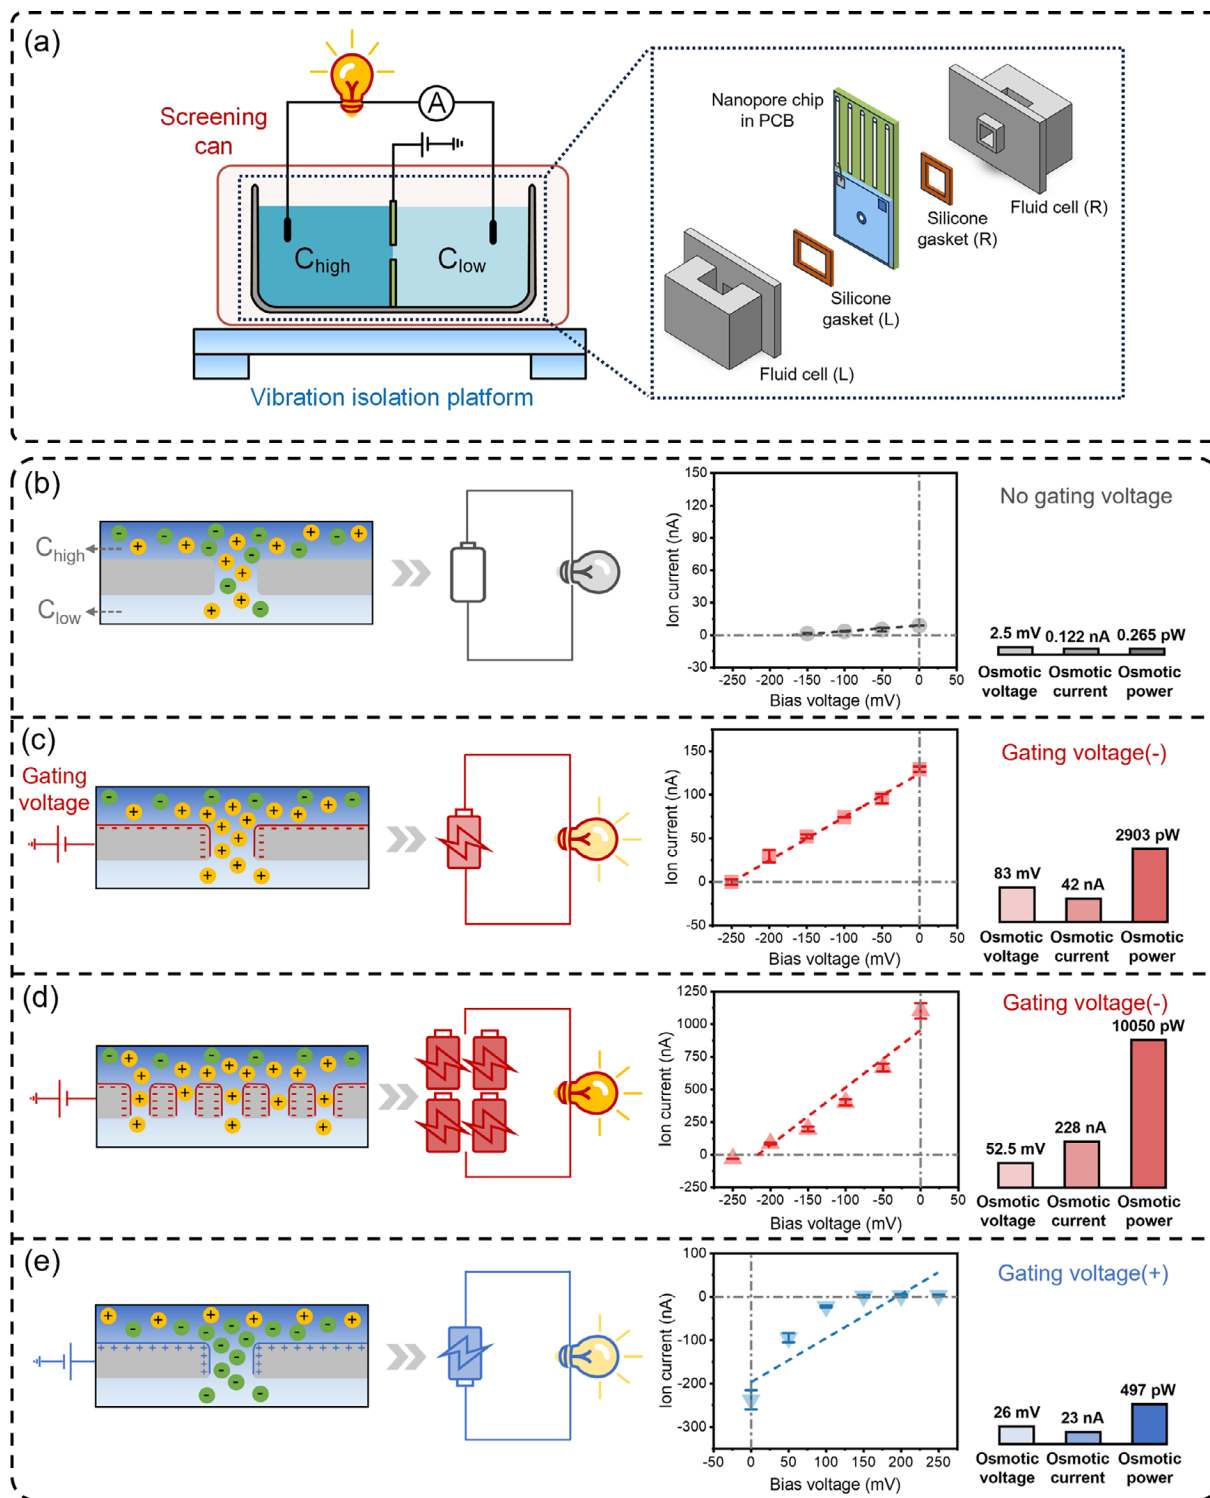 (a)
Screening
can
A
C_high
C_low
Vibration isolation platform
Nanopore chip
in PCB
Silicone
gasket (R)
Fluid cell (R)
Silicone
gasket (L)
Fluid cell (L)
(b)
C_high
C_low
Ion current (nA)
150
120
90
60
30
0
-30
-250 -200 -150 -100 -50 0 50
Bias voltage (mV)
No gating voltage
2.5 mV 0.122 nA 0.265 pW
Osmotic Osmotic Osmotic
voltage current power
(c)
Gating
voltage
Ion current (nA)
150
100
50
0
-50
-250 -200 -150 -100 -50 0 50
Bias voltage (mV)
Gating voltage(-)
83 mV 42 nA 2903 pW
Osmotic Osmotic Osmotic
voltage current power
(d)
Ion current (nA)
1250
1000
750
500
250
0
-250
-250 -200 -150 -100 -50 0 50
Bias voltage (mV)
Gating voltage(-)
52.5 mV 228 nA 10050 pW
Osmotic Osmotic Osmotic
voltage current power
(e)
Ion current (nA)
100
0
-100
-200
-300
-50 0 50 100 150 200 250
Bias voltage (mV)
Gating voltage(+)
26 mV 23 nA 497 pW
Osmotic Osmotic Osmotic
voltage current power